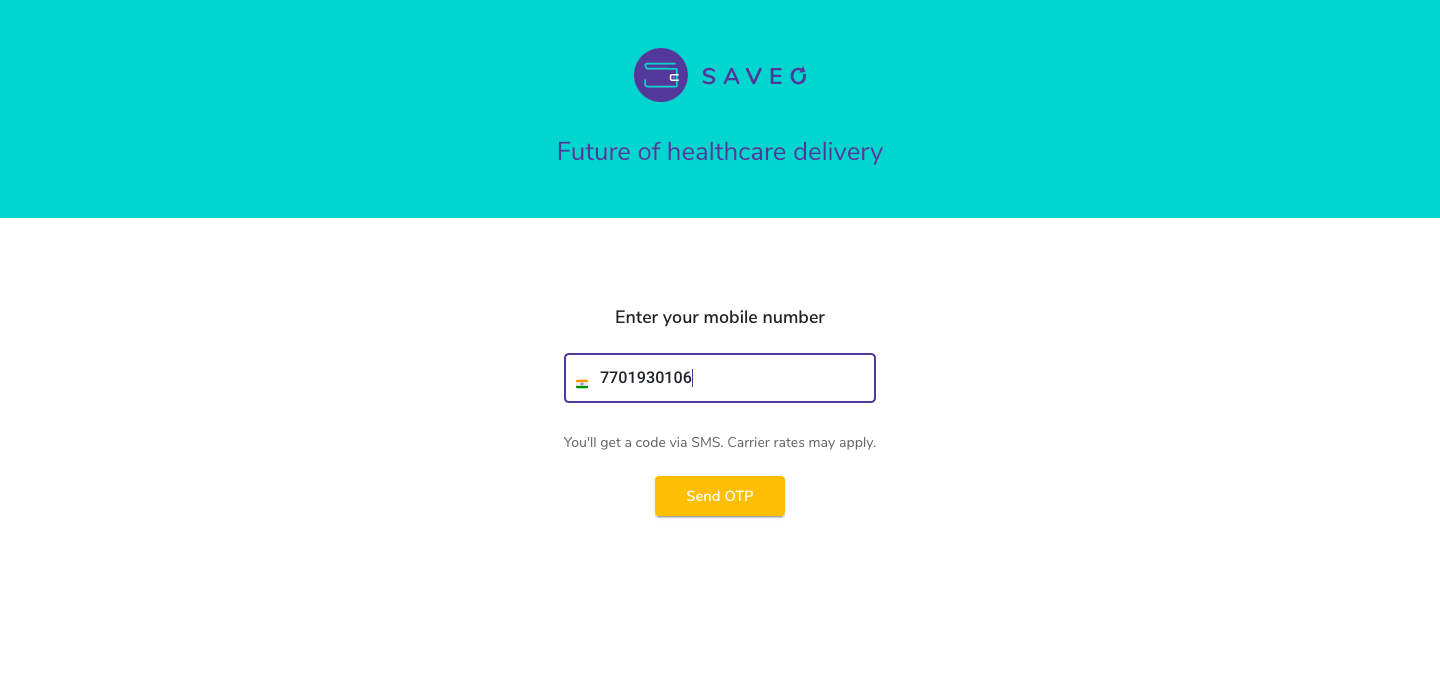 SAVEO
Future of healthcare delivery
Enter your mobile number
7701930106
You'll get a code via SMS. Carrier rates may apply.
Send OTP